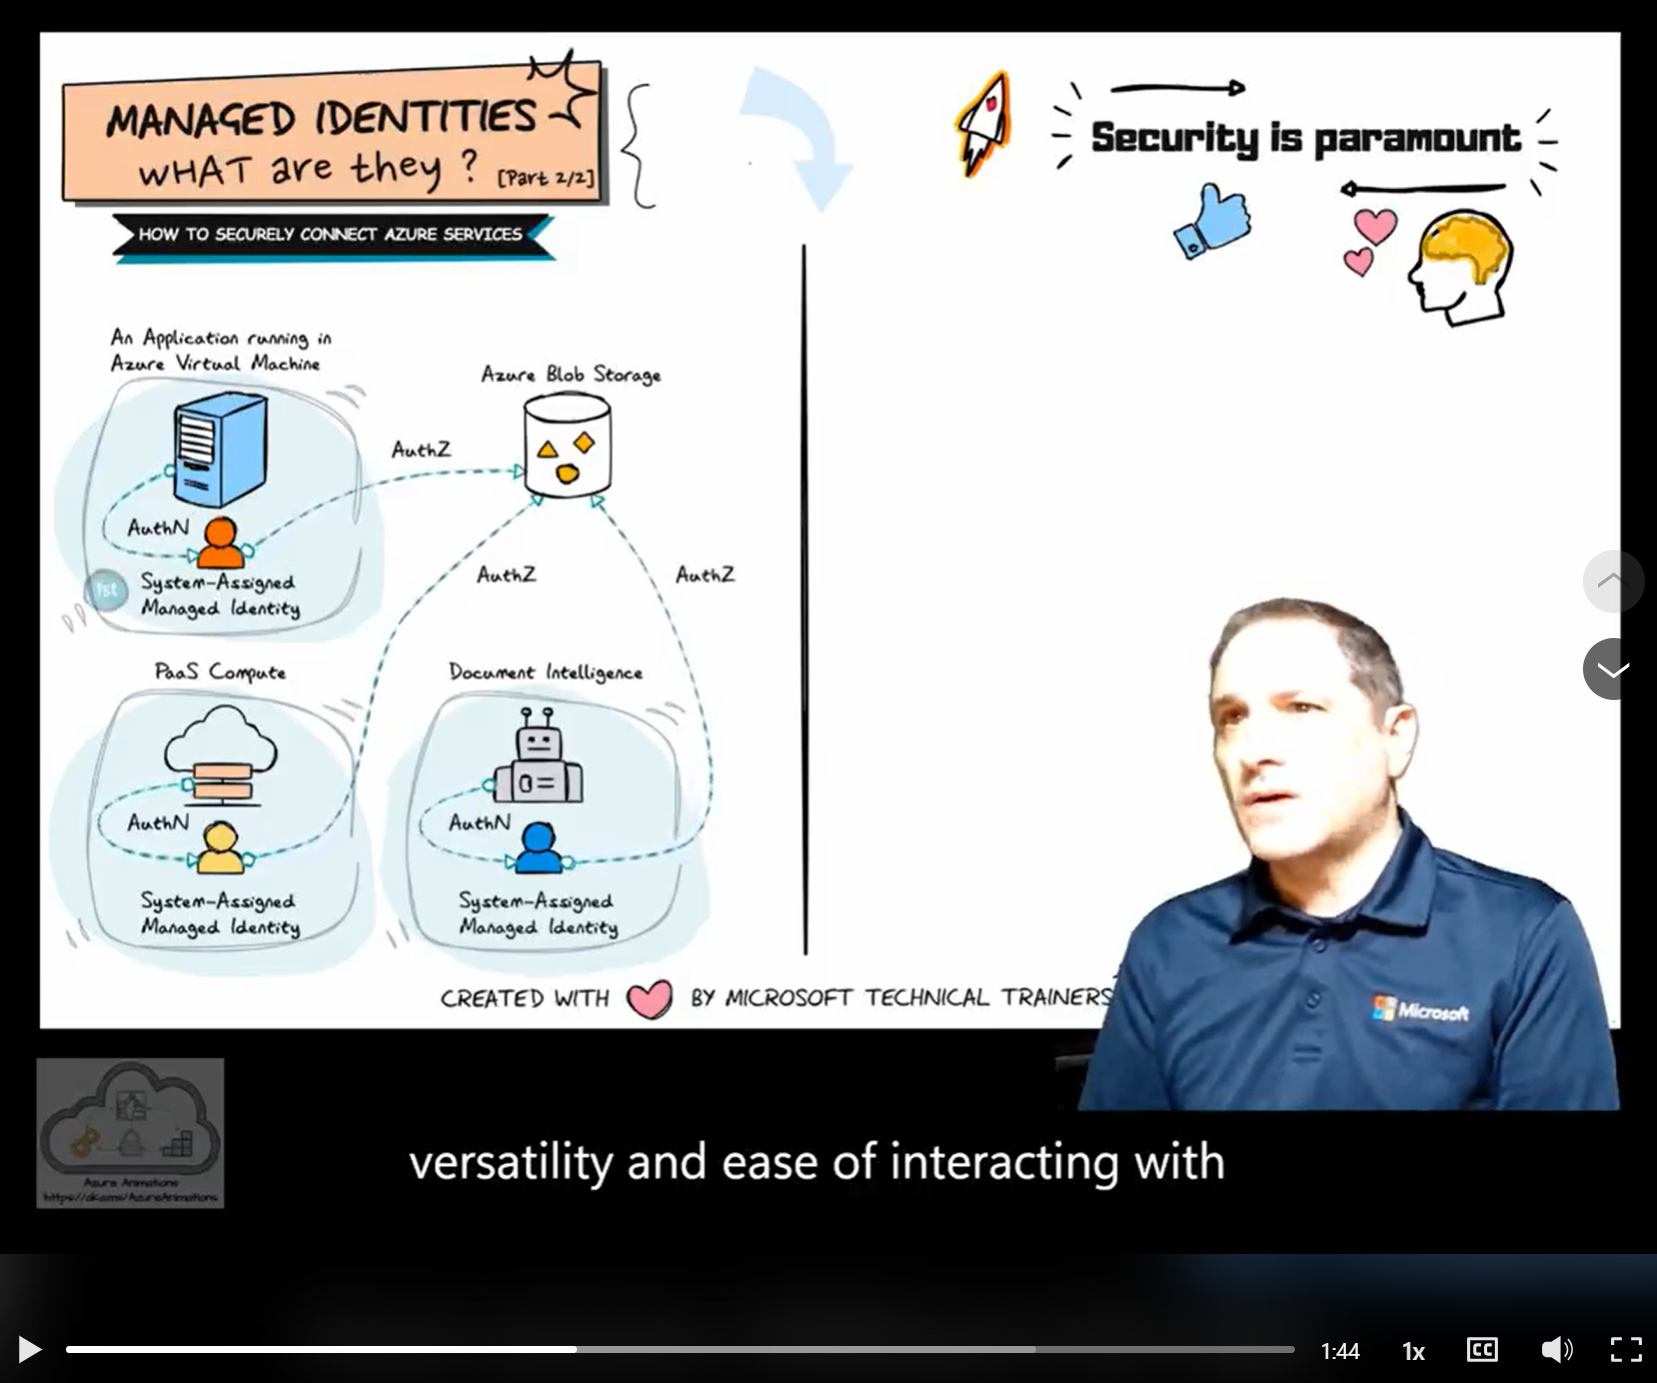 MANAGED IDENTITIES
WHAT are they ? [Part 2/2]
HOW TO SECURELY CONNECT AZURE SERVICES
Security is paramount
An Application running in
Azure Virtual Machine
Azure Blob Storage
AuthZ
AuthN
1st
System-Assigned
Managed Identity
AuthZ
AuthZ
PaaS Compute
Document Intelligence
AuthN
AuthN
System-Assigned
Managed Identity
System-Assigned
Managed Identity
CREATED WITH BY MICROSOFT TECHNICAL TRAINERS
Microsoft
Azure Animations
https://aka.ms/AzureAnimations
versatility and ease of interacting with
1:44
1x
CC